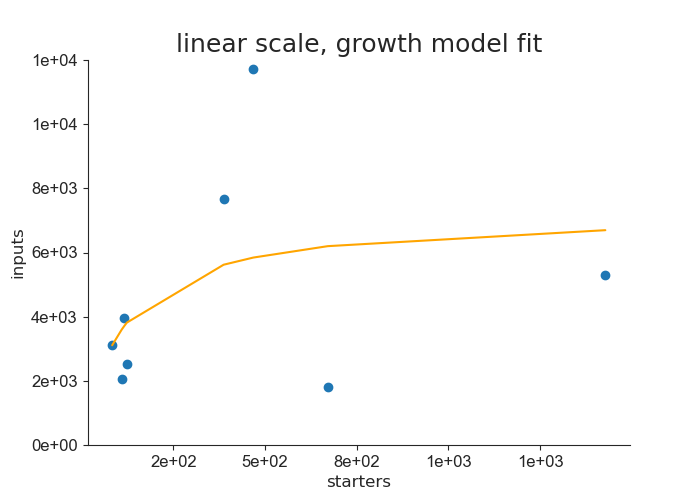 linear scale, growth model fit
1e+04
1e+04
8e+03
6e+03
4e+03
2e+03
0e+00
inputs
2e+02 5e+02 8e+02 1e+03 1e+03
starters